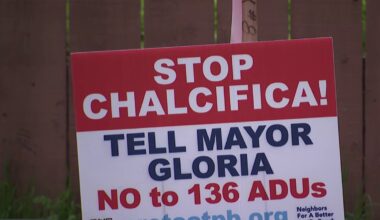 STOP
CHALCIFICA!
TELL MAYOR
GLORIA
NO to 136 ADUs
Neighbors
For A Better